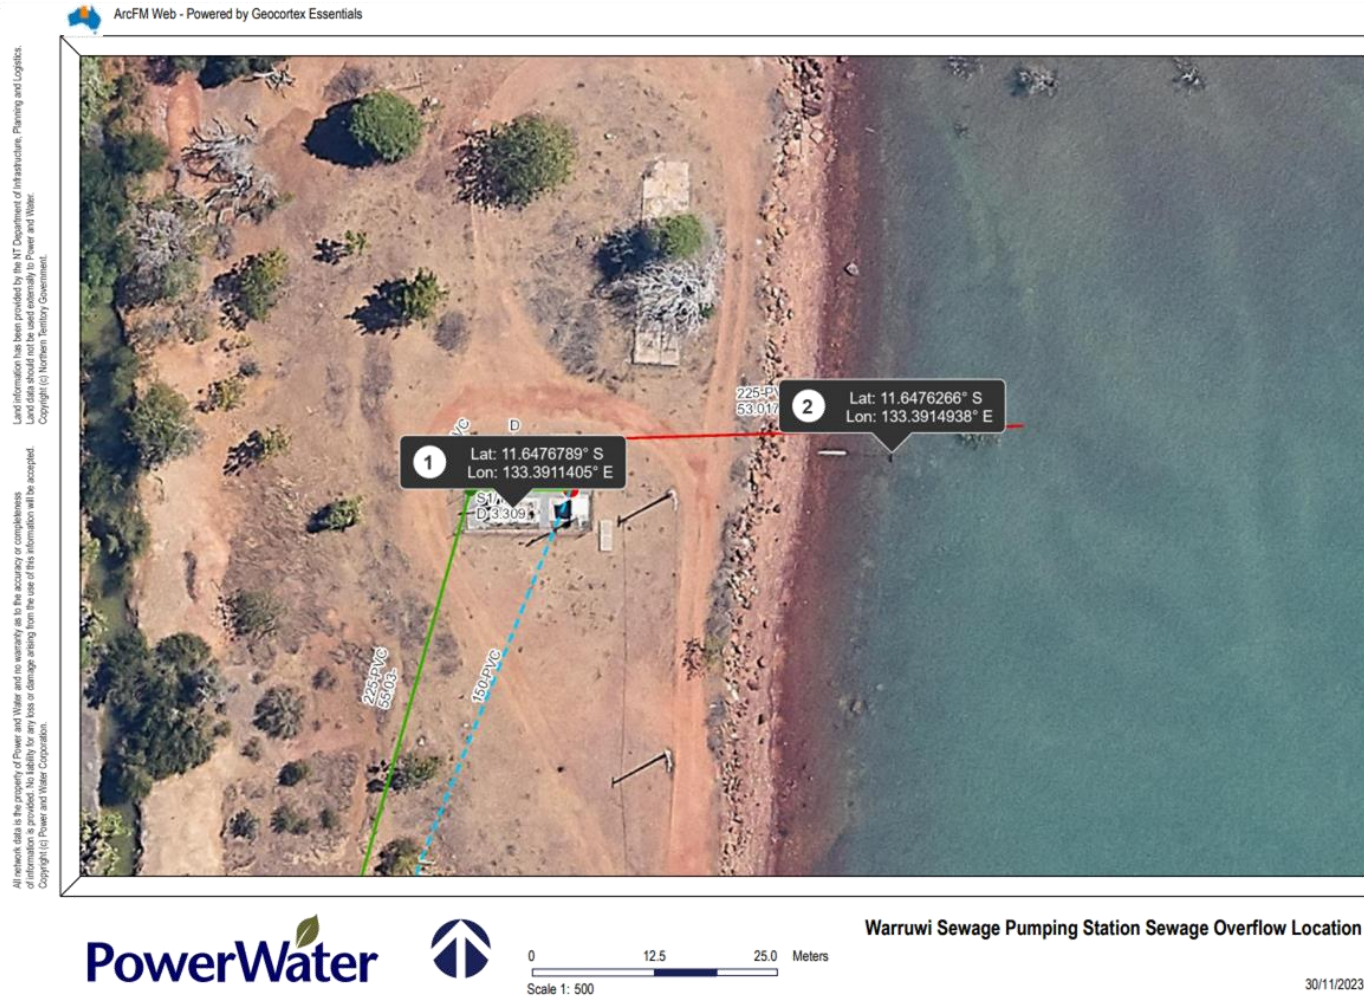 ArcFM Web - Powered by Geocortex Essentials
Land information has been provided by the NT Department of Infrastructure, Planning and Logistics.
Land data should not be used externally to Power and Water.
Copyright (c) Northern Territory Government.
All network data is the property of Power and Water and no warranty as to the accuracy or completeness
of information is provided. No liability for any loss or damage arising from the use of this information will be accepted.
Copyright (c) Power and Water Corporation.
225-PV
53.017
2
Lat: 11.6476266° S
Lon: 133.3914938° E
VC
D
1
Lat: 11.6476789° S
Lon: 133.3911405° E
S1/
D 3.309
225-PVC
55.03-
150-PVC
PowerWater
0 12.5 25.0 Meters
Scale 1: 500
Warruwi Sewage Pumping Station Sewage Overflow Location
30/11/2023